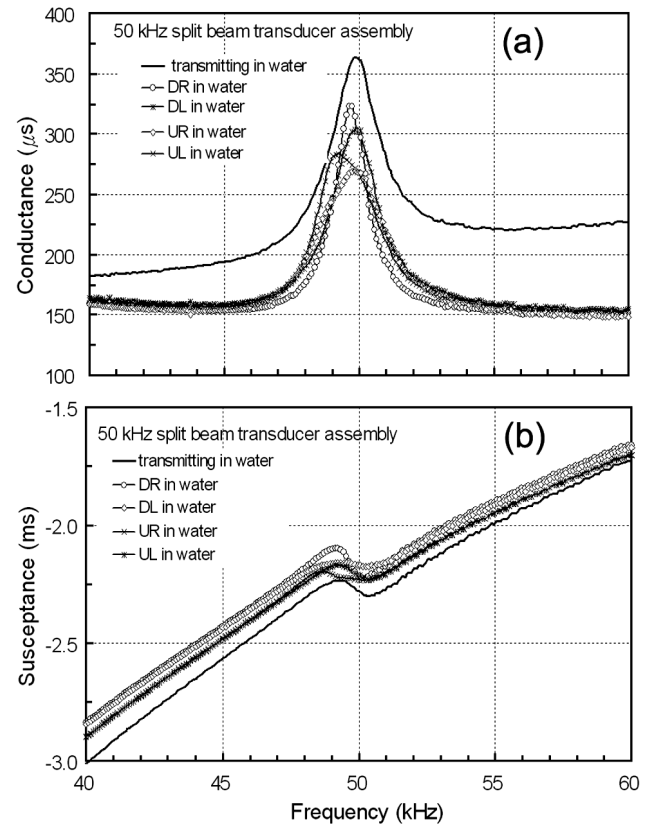 400
50 kHz split beam transducer assembly
(a)
transmitting in water
DR in water
DL in water
UR in water
UL in water
350
300
250
200
150
100
Conductance (μs)
-1.5
50 kHz split beam transducer assembly
(b)
transmitting in water
DR in water
DL in water
UR in water
UL in water
-2.0
-2.5
-3.0
Susceptance (ms)
40 45 50 55 60
Frequency (kHz)